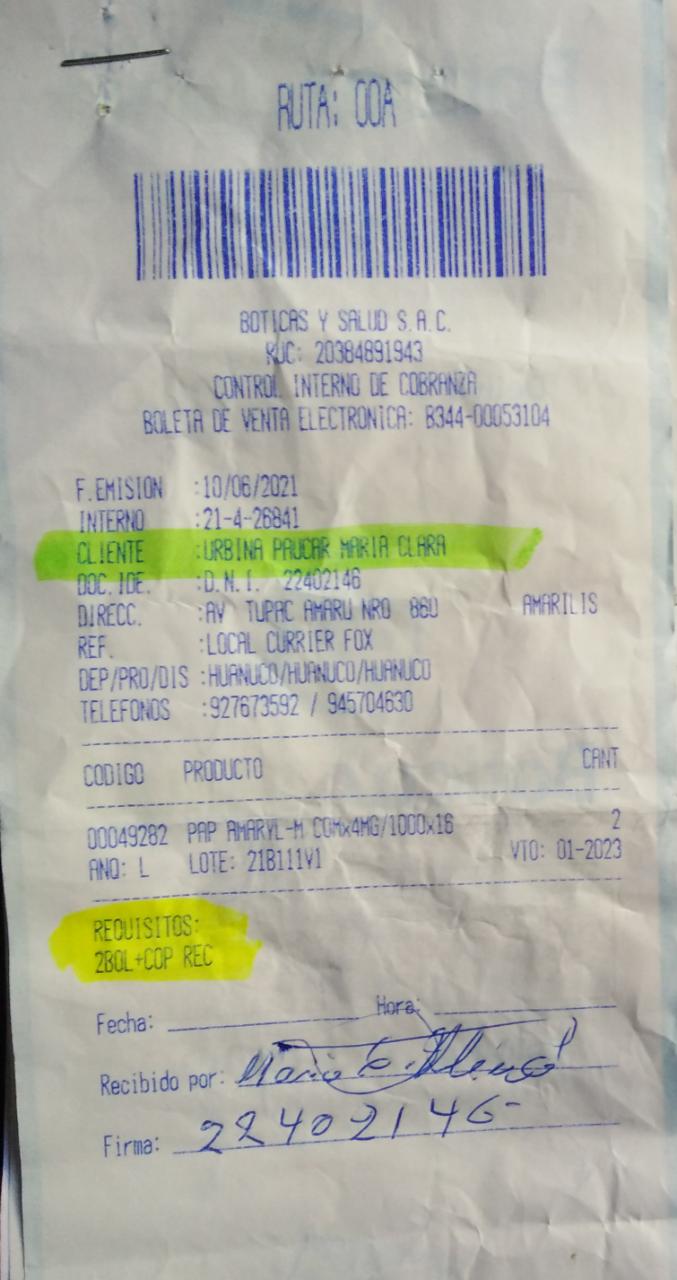 RUTA: 00A
BOTICAS Y SALUD S.A.C.
RUC: 20384891943
CONTROL INTERNO DE COBRANZA
BOLETA DE VENTA ELECTRONICA: B344-00053104
F.EMISION :10/06/2021
INTERNO :21-4-26841
CLIENTE :URBINA PAUCAR MARIA CLARA
DOC. IDE. :D.N.I. 22402146
DIRECC. :AV TUPAC AMARU NRO 860 AMARILIS
REF. :LOCAL CURRIER FOX
DEP/PRO/DIS :HUANUCO/HUANUCO/HUANUCO
TELEFONOS :927673592 / 945704630
CODIGO PRODUCTO CANT
00049282 PAP AMARYL-M COMx4MG/1000x16 2
ANQ: L LOTE: 21B111V1 VTO: 01-2023
REQUISITOS:
2BOL+COP REC
Fecha: Hora:
Recibido por: Maria
Firma: 22402146